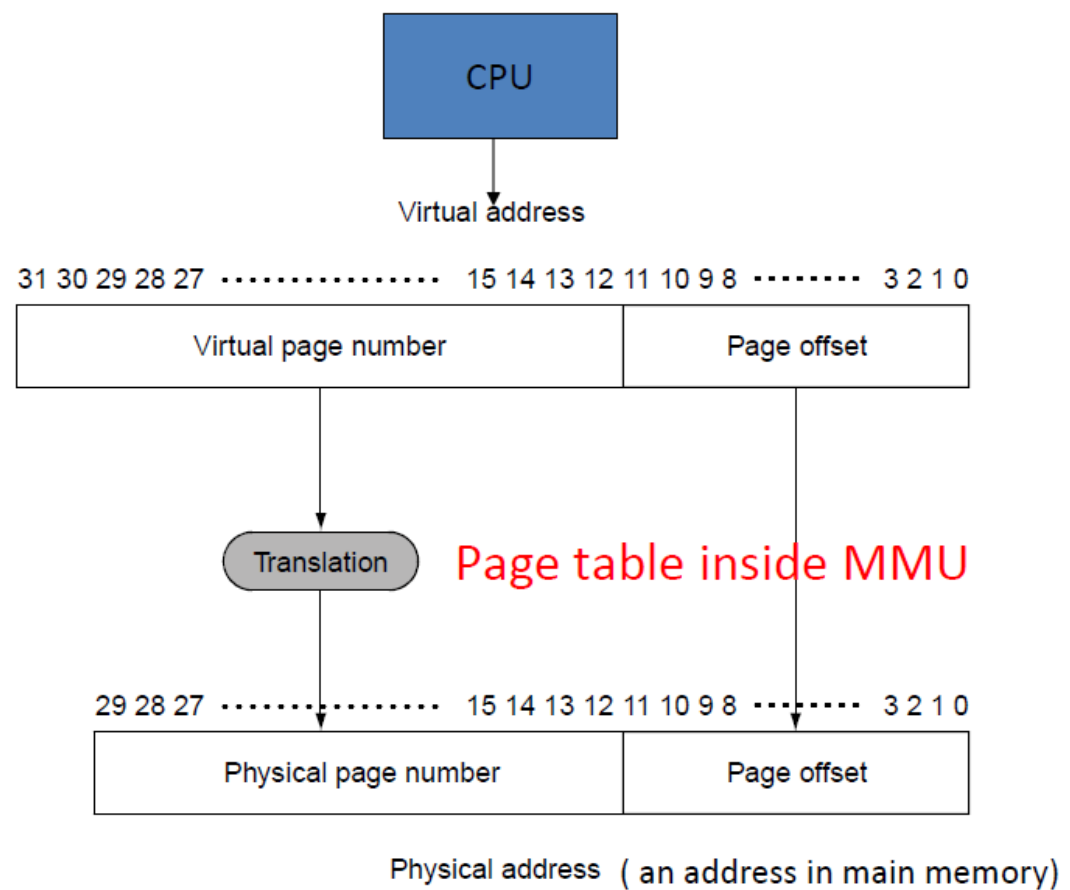 CPU
Virtual address
31 30 29 28 27 ................... 15 14 13 12 11 10 9 8 ........ 3 2 1 0
Virtual page number Page offset
Translation Page table inside MMU
29 28 27 ................... 15 14 13 12 11 10 9 8 ........ 3 2 1 0
Physical page number Page offset
Physical address ( an address in main memory)